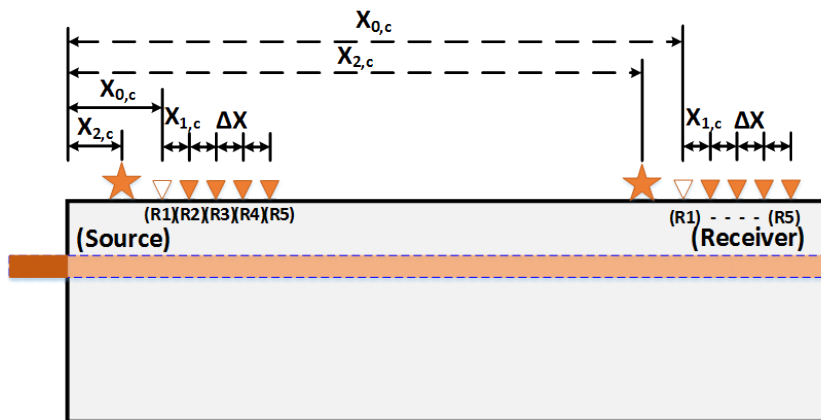 X0,c
X2,c
X0,c
X1,c ΔX X1,c ΔX
X2,c
(R1)(R2)(R3)(R4)(R5) (R1) - - - - (R5)
(Source) (Receiver)